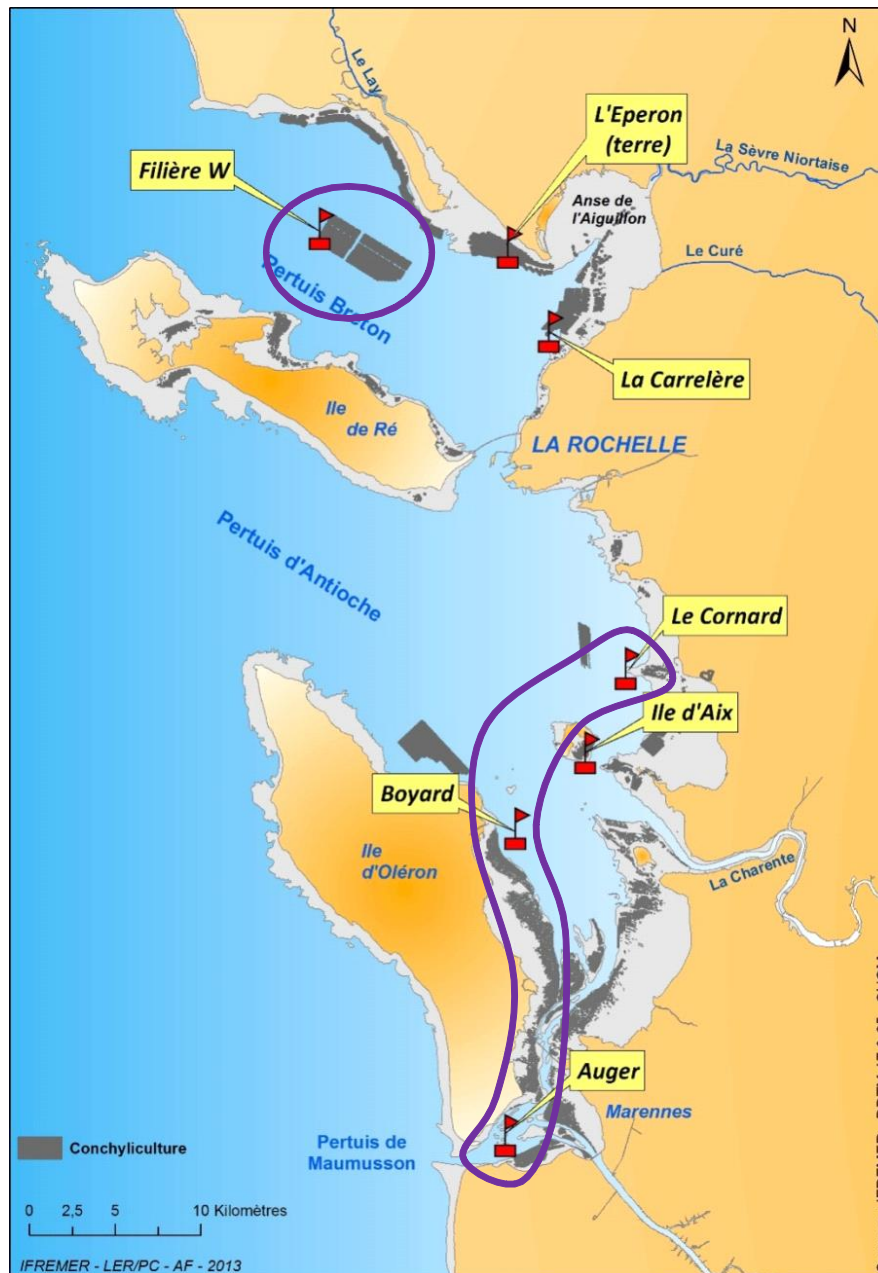 N
Le Lay
L'Eperon
(terre)
La Sèvre Niortaise
Filière W
Anse de
l'Aiguillon
Le Curé
Pertuis Breton
La Carrelère
Ile
de Ré
LA ROCHELLE
Pertuis d'Antioche
Le Cornard
Ile d'Aix
Boyard
Ile
d'Oléron
La Charente
Auger
Marennes
Conchyliculture
Pertuis de
Maumusson
0 2,5 5 10 Kilomètres
IFREMER - LER/PC - AF - 2013